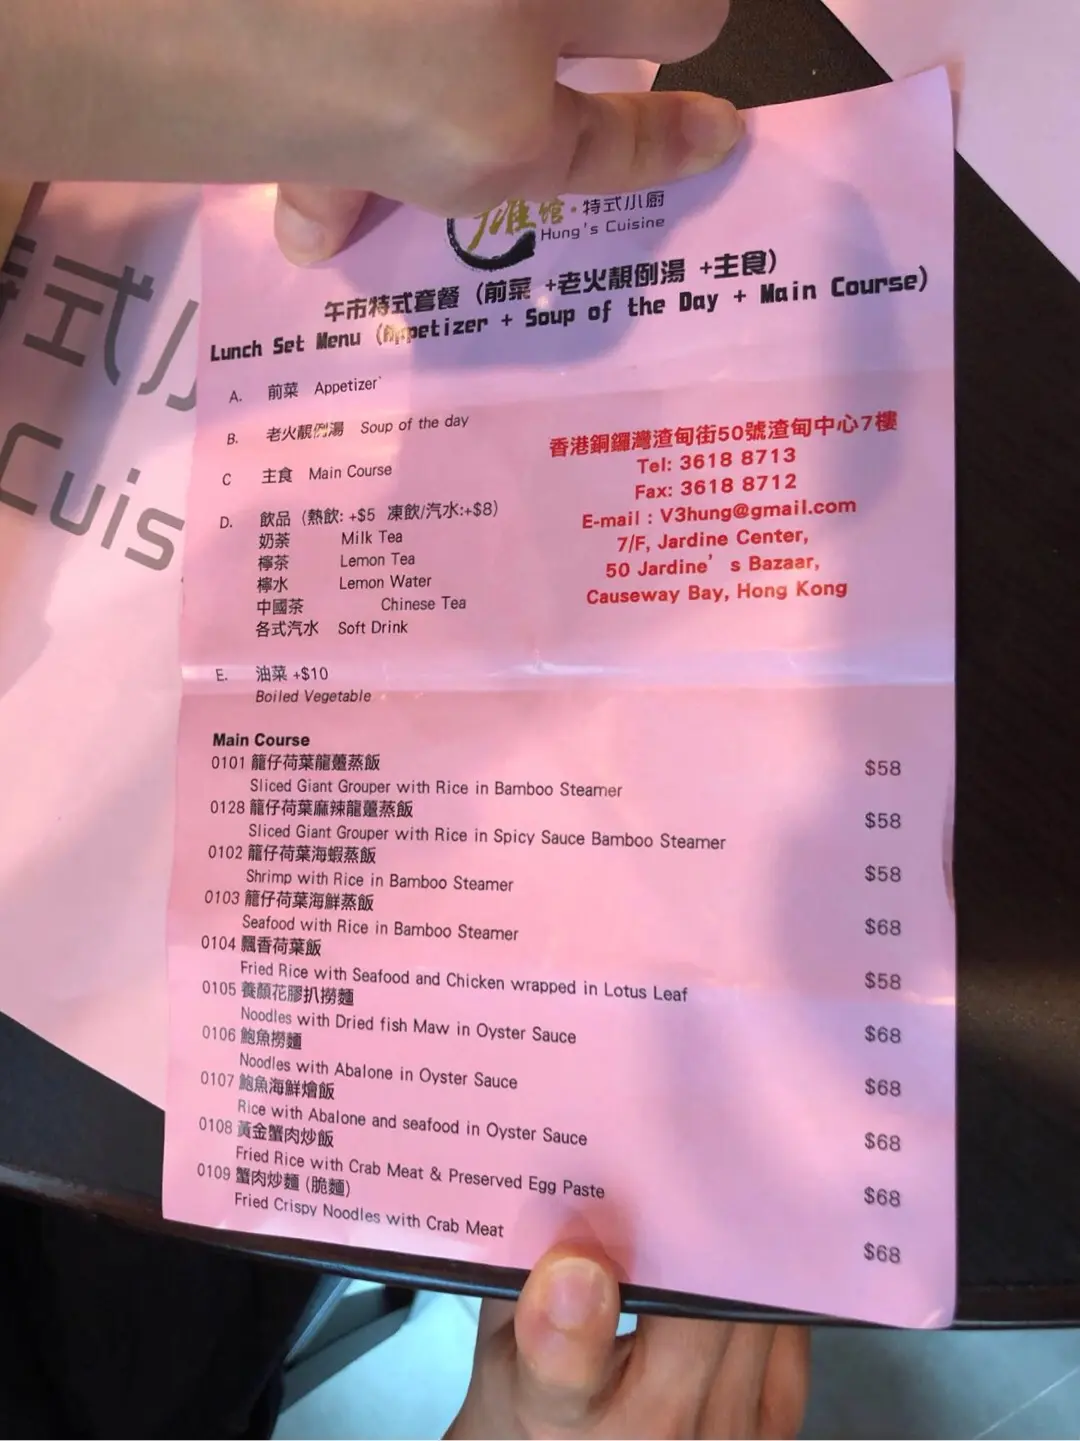 雄館·特式小廚
Hung's Cuisine
午市特式套餐 (前菜 +老火靚例湯 +主食)
Lunch Set Menu (Appetizer + Soup of the Day + Main Course)
A. 前菜 Appetizer
B. 老火靚例湯 Soup of the day
C 主食 Main Course
D. 飲品 (熱飲: +$5 凍飲/汽水:+$8)
奶茶 Milk Tea
檸茶 Lemon Tea
檸水 Lemon Water
中國茶 Chinese Tea
各式汽水 Soft Drink
E. 油菜 +$10
Boiled Vegetable
香港銅鑼灣渣甸街50號渣甸中心7樓
Tel: 3618 8713
Fax: 3618 8712
E-mail : V3hung@gmail.com
7/F, Jardine Center,
50 Jardine' s Bazaar,
Causeway Bay, Hong Kong
Main Course
0101 籠仔荷葉龍躉蒸飯 $58
Sliced Giant Grouper with Rice in Bamboo Steamer
0128 籠仔荷葉麻辣龍躉蒸飯 $58
Sliced Giant Grouper with Rice in Spicy Sauce Bamboo Steamer
0102 籠仔荷葉海蝦蒸飯 $58
Shrimp with Rice in Bamboo Steamer
0103 籠仔荷葉海鮮蒸飯 $68
Seafood with Rice in Bamboo Steamer
0104 飄香荷葉飯 $58
Fried Rice with Seafood and Chicken wrapped in Lotus Leaf
0105 養顏花膠扒撈麵 $68
Noodles with Dried fish Maw in Oyster Sauce
0106 鮑魚撈麵 $68
Noodles with Abalone in Oyster Sauce
0107 鮑魚海鮮燴飯 $68
Rice with Abalone and seafood in Oyster Sauce
0108 黃金蟹肉炒飯 $68
Fried Rice with Crab Meat & Preserved Egg Paste
0109 蟹肉炒麵 (脆麵) $68
Fried Crispy Noodles with Crab Meat
特式小
Cuis